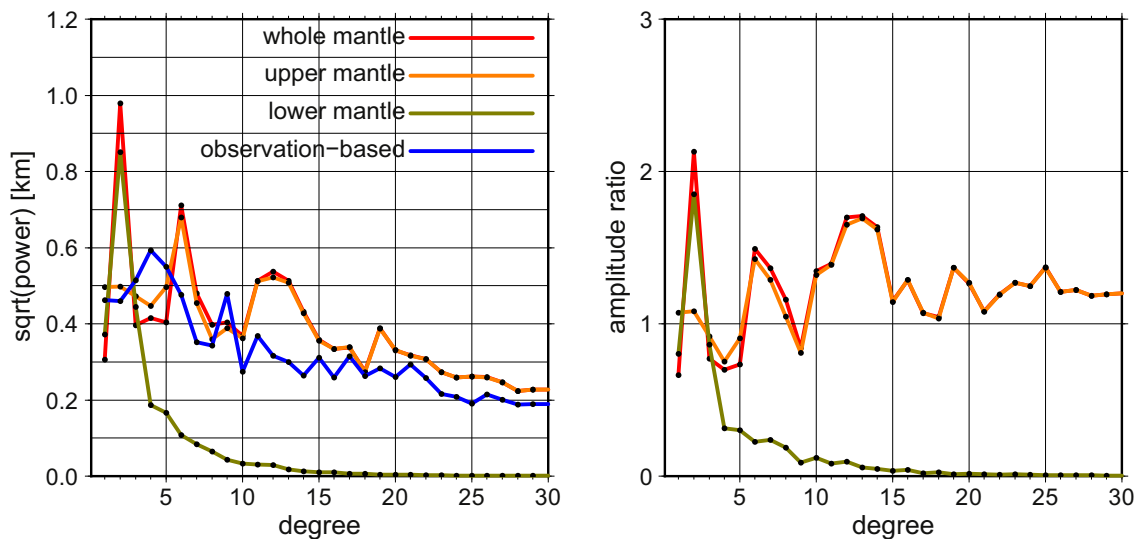 1.2
1.0
0.8
0.6
0.4
0.2
0.0
sqrt(power) [km]
whole mantle
upper mantle
lower mantle
observation−based
5 10 15 20 25 30
degree
3
2
1
0
amplitude ratio
5 10 15 20 25 30
degree